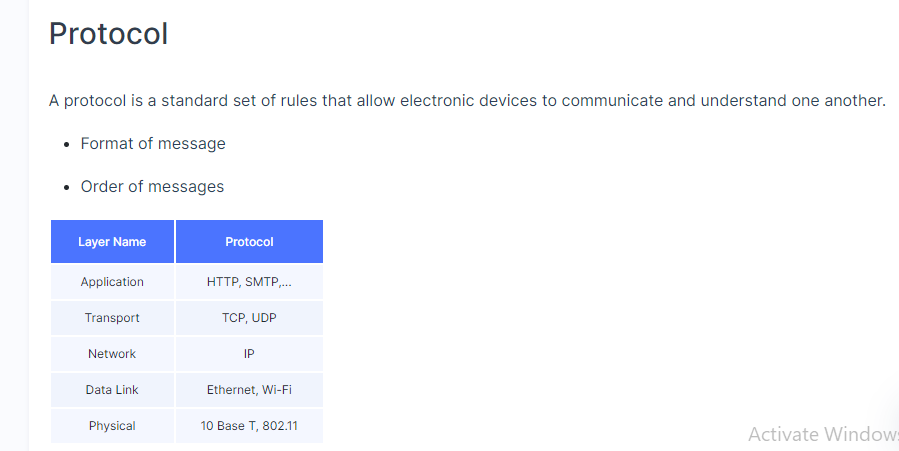 Protocol
A protocol is a standard set of rules that allow electronic devices to communicate and understand one another.
• Format of message
• Order of messages
Layer Name Protocol
Application HTTP, SMTP,...
Transport TCP, UDP
Network IP
Data Link Ethernet, Wi-Fi
Physical 10 Base T, 802.11
Activate Windows